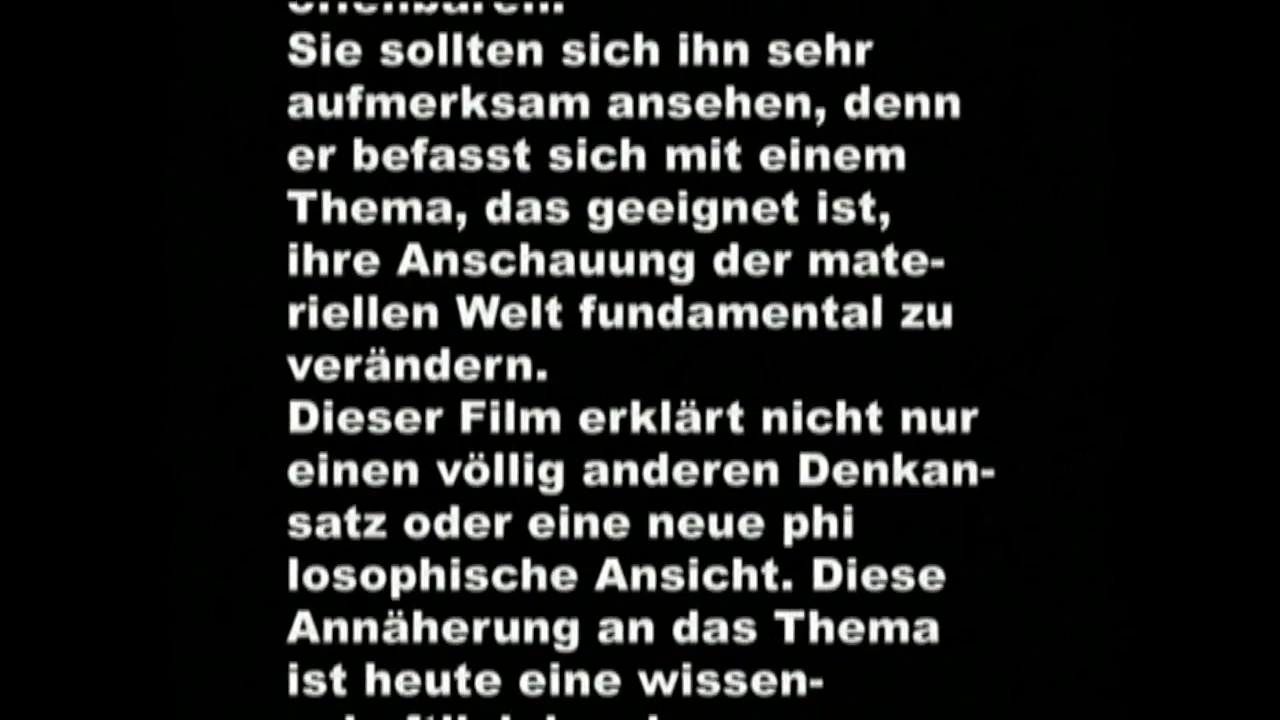 Sie sollten sich ihn sehr
aufmerksam ansehen, denn
er befasst sich mit einem
Thema, das geeignet ist,
ihre Anschauung der mate-
riellen Welt fundamental zu
verändern.
Dieser Film erklärt nicht nur
einen völlig anderen Denkan-
satz oder eine neue phi
losophische Ansicht. Diese
Annäherung an das Thema
ist heute eine wissen-